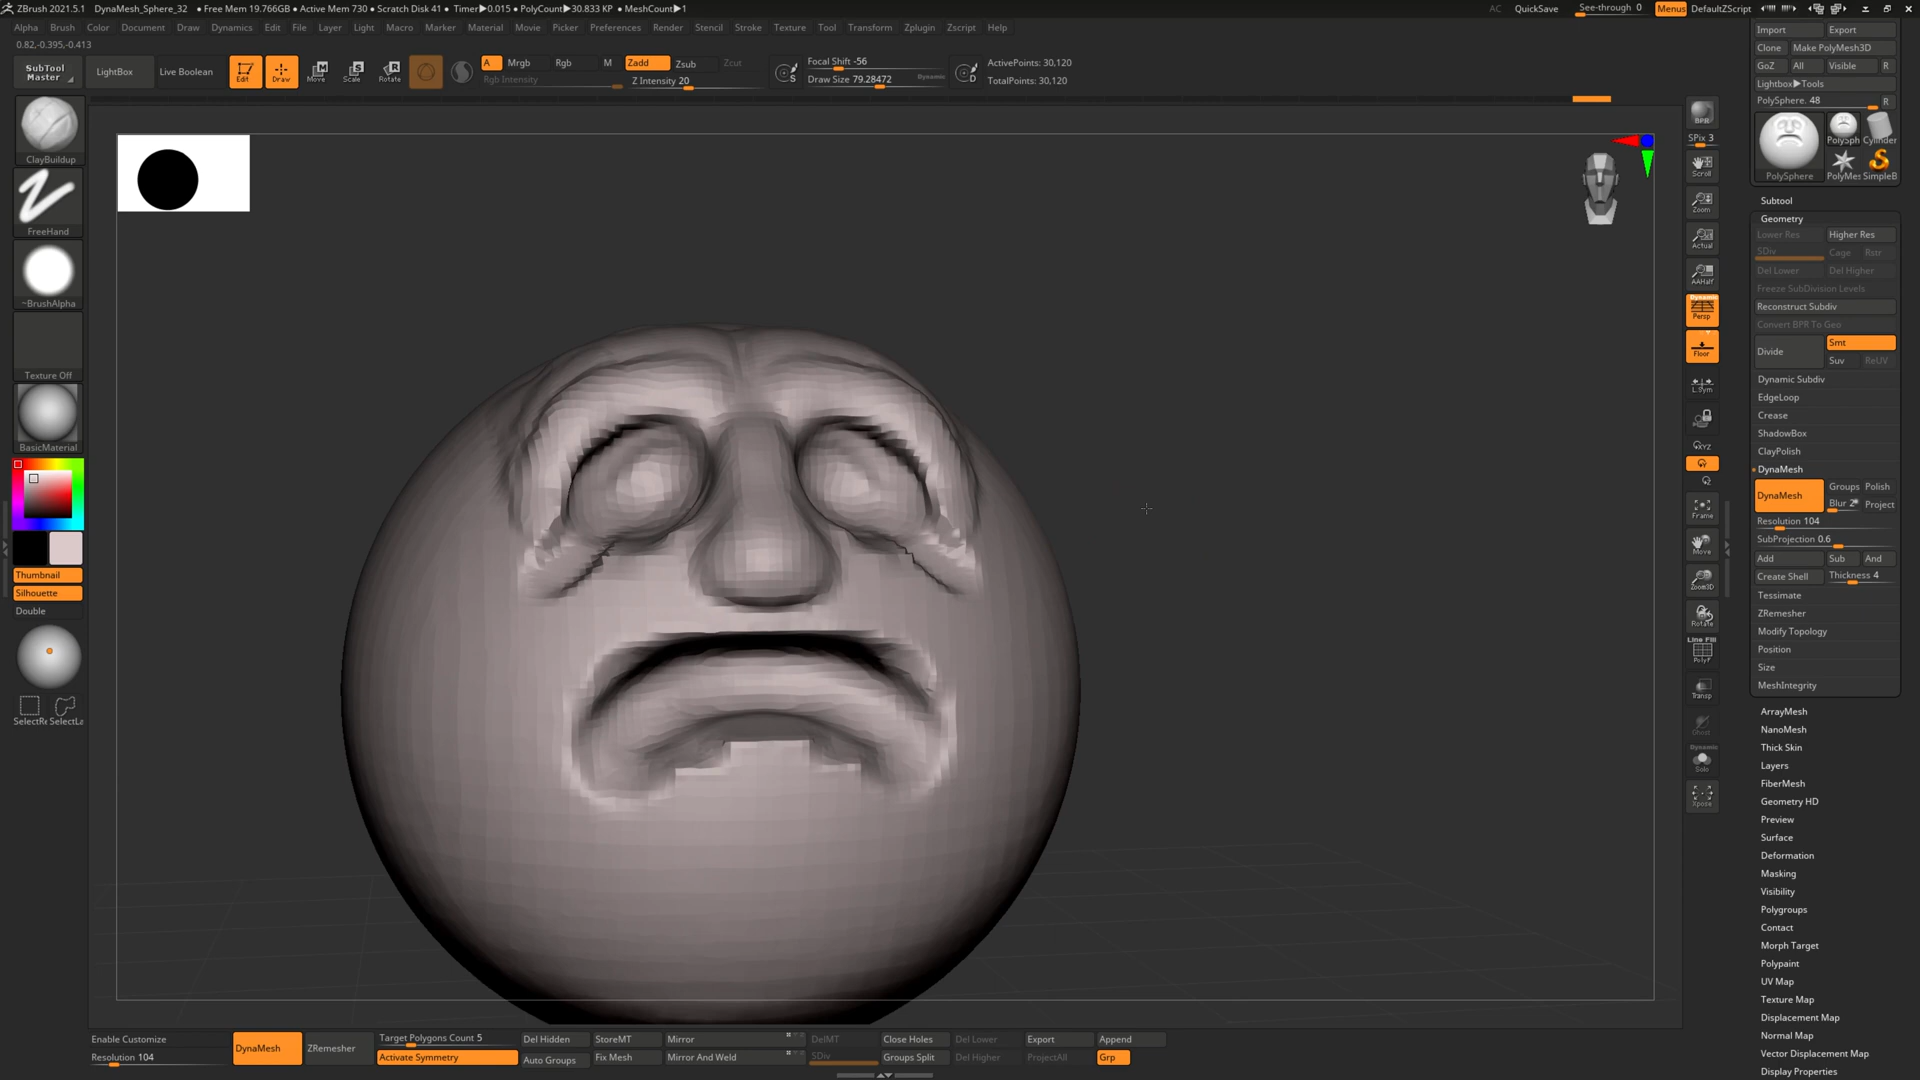 ZBrush 2021.5.1 DynaMesh_Sphere_32 • Free Mem 19.766GB • Active Mem 730 • Scratch Disk 41 • Timer▶0.015 • PolyCount▶30.833 KP • MeshCount▶1 AC QuickSave See-through 0 Menus DefaultZScript
Alpha Brush Color Document Draw Dynamics Edit File Layer Light Macro Marker Material Movie Picker Preferences Render Stencil Stroke Texture Tool Transform Zplugin Zscript Help
0.82,-0.395,-0.413
SubTool Master LightBox Live Boolean Edit Draw Move Scale Rotate
A Mrgb Rgb M Zadd Zsub Zcut
Rgb Intensity Z Intensity 20
Focal Shift -56
Draw Size 79.28472 Dynamic
ActivePoints: 30,120
TotalPoints: 30,120
ClayBuildup
FreeHand
~BrushAlpha
Texture Off
BasicMaterial
Thumbnail
Silhouette
Double
SelectRe SelectLa
BPR
SPix 3
Scroll
Zoom
Actual
AAHalf
Dynamic
Persp
Floor
L.Sym
Frame
Move
Zoom3D
Rotate
Line Fill
PolyF
Transp
Ghost
Dynamic
Solo
Xpose
Import Export
Clone Make PolyMesh3D
GoZ All Visible R
Lightbox▶Tools
PolySphere. 48 R
PolySph Cylinder
PolySphere PolyMes SimpleB
Subtool
Geometry
Lower Res Higher Res
SDiv Cage Rstr
Del Lower Del Higher
Freeze SubDivision Levels
Reconstruct Subdiv
Convert BPR To Geo
Divide Smt
Suv ReUV
Dynamic Subdiv
EdgeLoop
Crease
ShadowBox
ClayPolish
DynaMesh
DynaMesh Groups Polish
Blur 2 Project
Resolution 104
SubProjection 0.6
Add Sub And
Create Shell Thickness 4
Tessimate
ZRemesher
Modify Topology
Position
Size
MeshIntegrity
ArrayMesh
NanoMesh
Thick Skin
Layers
FiberMesh
Geometry HD
Preview
Surface
Deformation
Masking
Visibility
Polygroups
Contact
Morph Target
Polypaint
UV Map
Texture Map
Displacement Map
Normal Map
Vector Displacement Map
Display Properties
Enable Customize DynaMesh ZRemesher Target Polygons Count 5 Del Hidden StoreMT Mirror DelMT Close Holes Del Lower Export Append
Resolution 104 Activate Symmetry Auto Groups Fix Mesh Mirror And Weld SDiv Groups Split Del Higher ProjectAll Grp